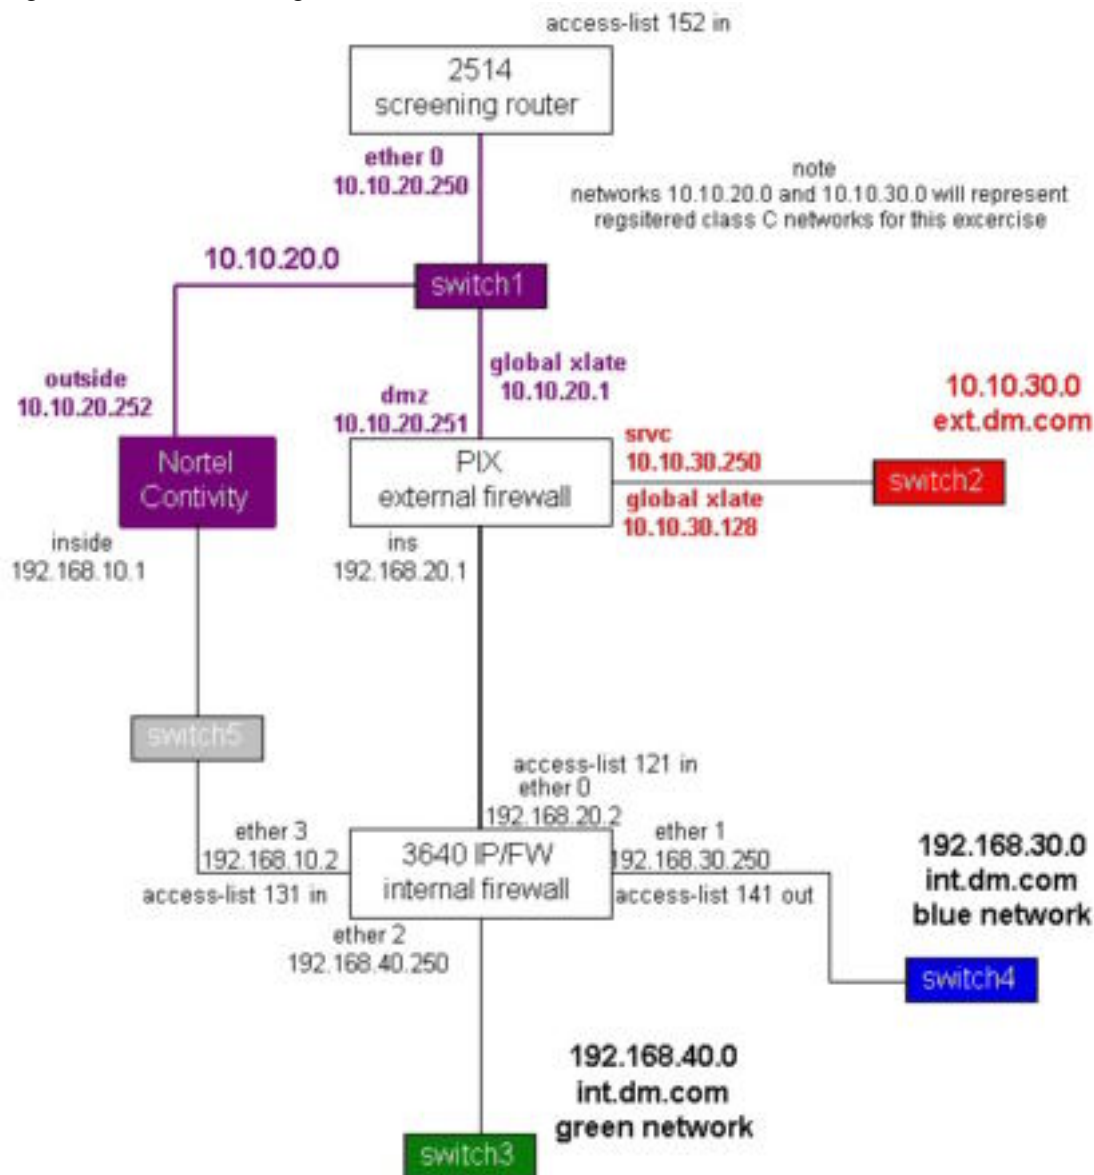 access-list 152 in
2514
screening router
ether 0
10.10.20.250
note
networks 10.10.20.0 and 10.10.30.0 will represent
regsitered class C networks for this excercise
10.10.20.0
switch1
global xlate
10.10.20.1
outside
10.10.20.252
dmz
10.10.20.251
10.10.30.0
ext.dm.com
srvc
10.10.30.250
Nortel
Contivity
PIX
external firewall
switch2
global xlate
10.10.30.128
inside
192.168.10.1
ins
192.168.20.1
switch5
access-list 121 in
ether 0
192.168.20.2
ether 3
192.168.10.2
3640 IP/FW
internal firewall
ether 1
192.168.30.250
access-list 131 in
access-list 141 out
192.168.30.0
int.dm.com
blue network
ether 2
192.168.40.250
switch4
192.168.40.0
int.dm.com
green network
switch3